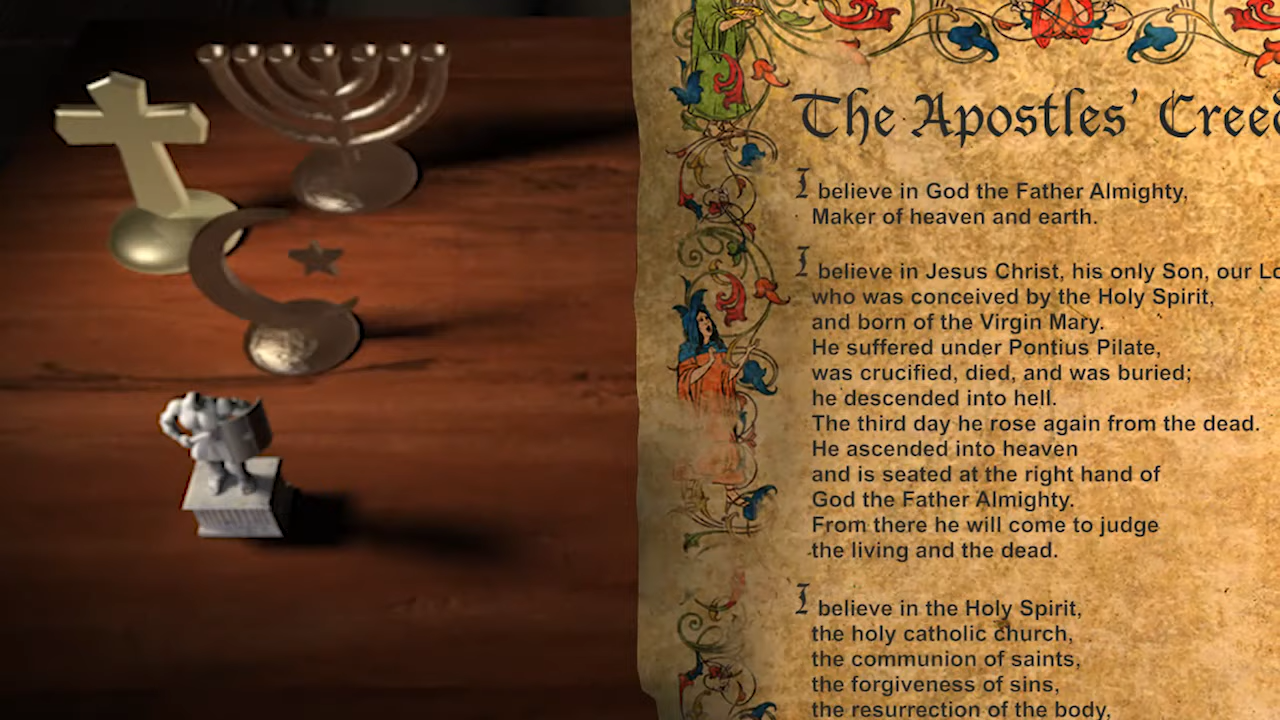 The Apostles' Creed
I believe in God the Father Almighty,
Maker of heaven and earth.
I believe in Jesus Christ, his only Son, our Lo
who was conceived by the Holy Spirit,
and born of the Virgin Mary.
He suffered under Pontius Pilate,
was crucified, died, and was buried;
he descended into hell.
The third day he rose again from the dead.
He ascended into heaven
and is seated at the right hand of
God the Father Almighty.
From there he will come to judge
the living and the dead.
I believe in the Holy Spirit,
the holy catholic church,
the communion of saints,
the forgiveness of sins,
the resurrection of the body,